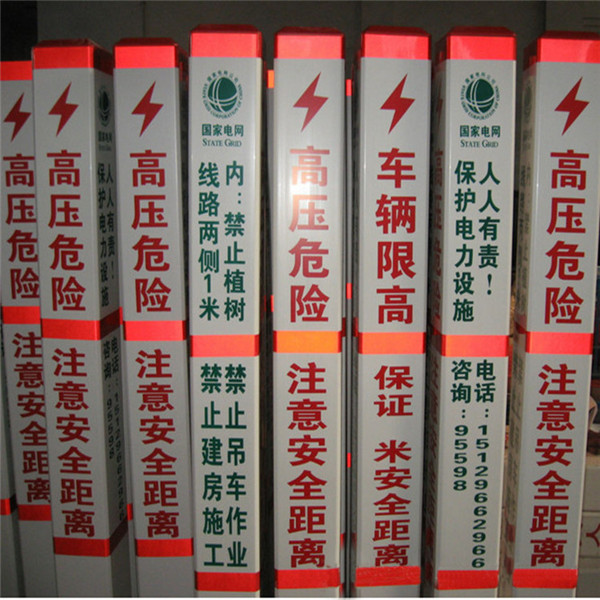 高压危险
注意安全距离
高压危险
注意安全距离
人人有责！
保护电力设施
电话：15129662966
咨询：95598
高压危险
注意安全距离
国家电网
STATE GRID
线路两侧1米
内：禁止植树
禁止吊车作业
禁止建房施工
高压危险
注意安全距离
车辆限高
保证 米安全距离
国家电网
STATE GRID
人人有责！
保护电力设施
电话：15129662966
咨询：95598
高压危险
注意安全距离